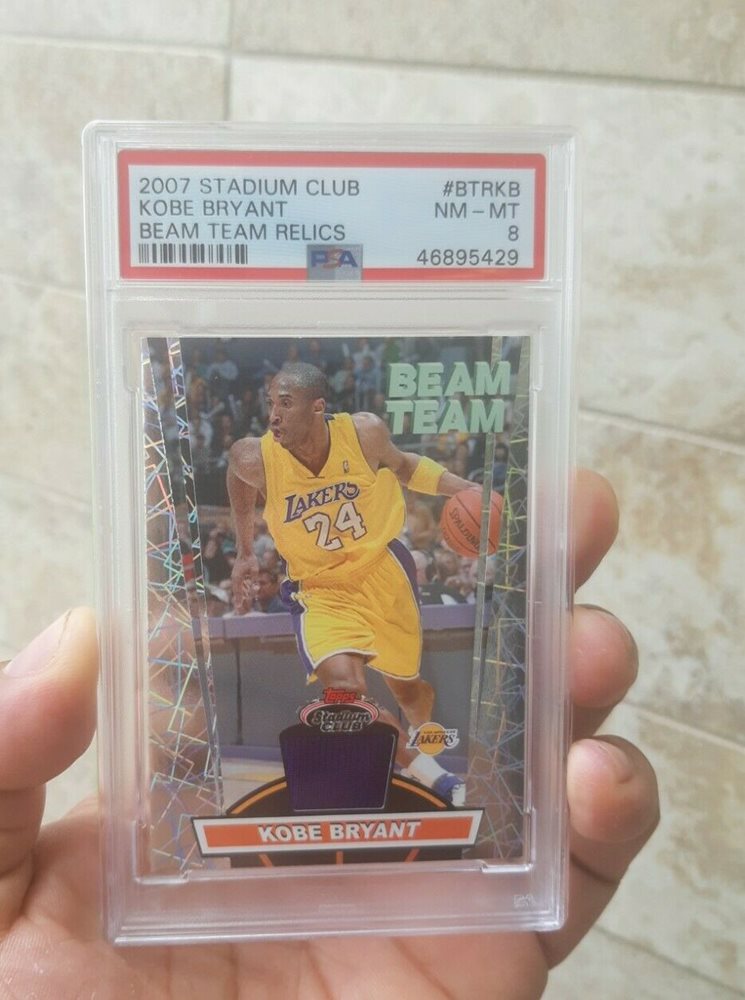 2007 STADIUM CLUB #BTRKB
KOBE BRYANT NM - MT
BEAM TEAM RELICS 8
PSA 46895429
BEAM
TEAM
LAKERS
24
SPALDING
Topps
Stadium
CLUB
LAKERS
KOBE BRYANT